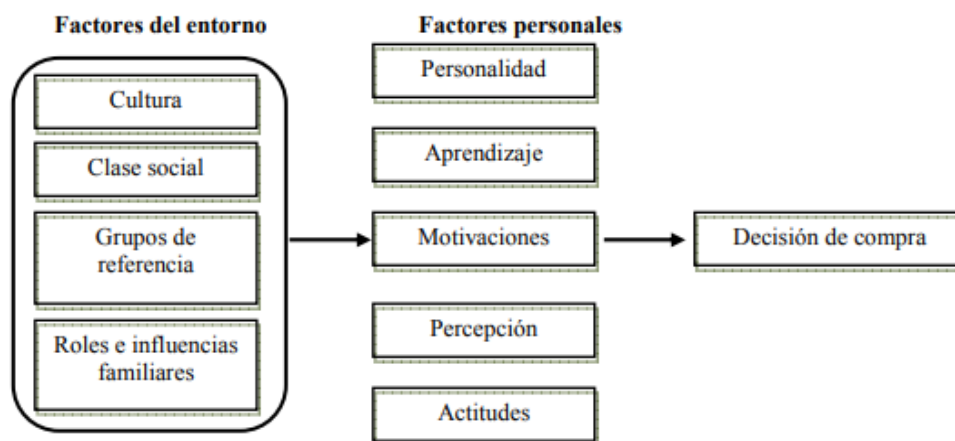 Factores del entorno
Factores personales
Cultura
Clase social
Grupos de
referencia
Roles e influencias
familiares
Personalidad
Aprendizaje
Motivaciones
Percepción
Actitudes
Decisión de compra